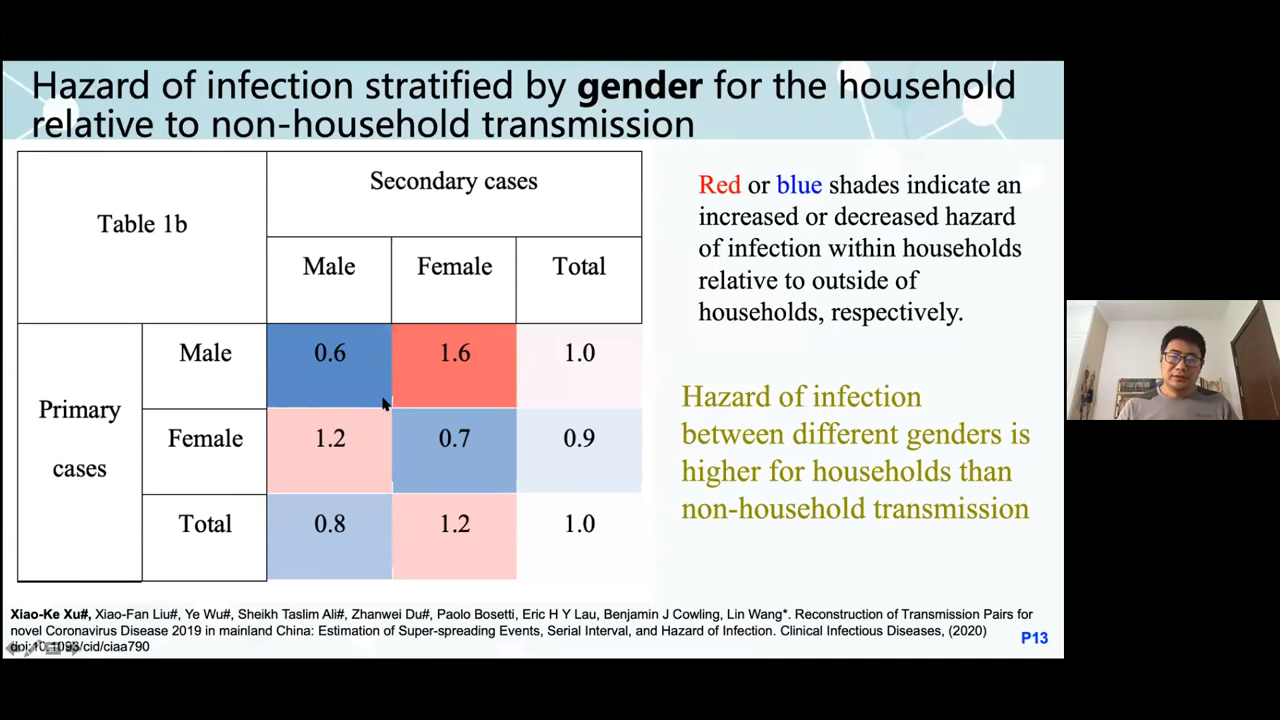 Hazard of infection stratified by gender for the household
relative to non-household transmission
Table 1b
Secondary cases
Male Female Total
Primary
cases
Male 0.6 1.6 1.0
Female 1.2 0.7 0.9
Total 0.8 1.2 1.0
Red or blue shades indicate an
increased or decreased hazard
of infection within households
relative to outside of
households, respectively.
Hazard of infection
between different genders is
higher for households than
non-household transmission
Xiao-Ke Xu#, Xiao-Fan Liu#, Ye Wu#, Sheikh Taslim Ali#, Zhanwei Du#, Paolo Bosetti, Eric H Y Lau, Benjamin J Cowling, Lin Wang*. Reconstruction of Transmission Pairs for
novel Coronavirus Disease 2019 in mainland China: Estimation of Super-spreading Events, Serial Interval, and Hazard of Infection. Clinical Infectious Diseases, (2020)
doi:10.1093/cid/ciaa790
P13